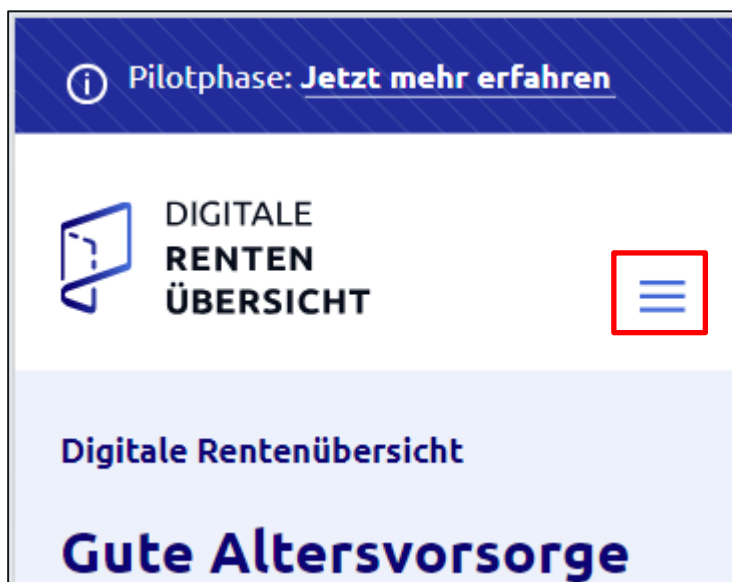 Pilotphase: Jetzt mehr erfahren
DIGITALE
RENTEN
ÜBERSICHT
Digitale Rentenübersicht
Gute Altersvorsorge